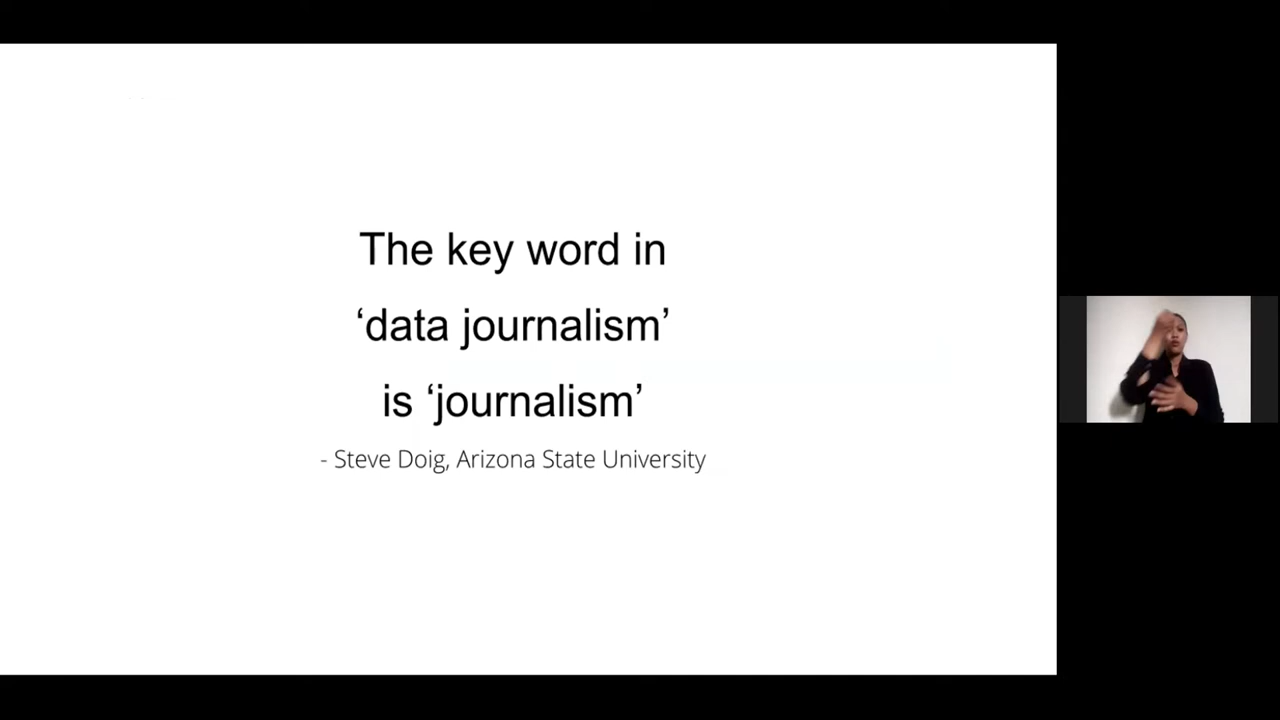 The key word in
‘data journalism’
is ‘journalism’
- Steve Doig, Arizona State University